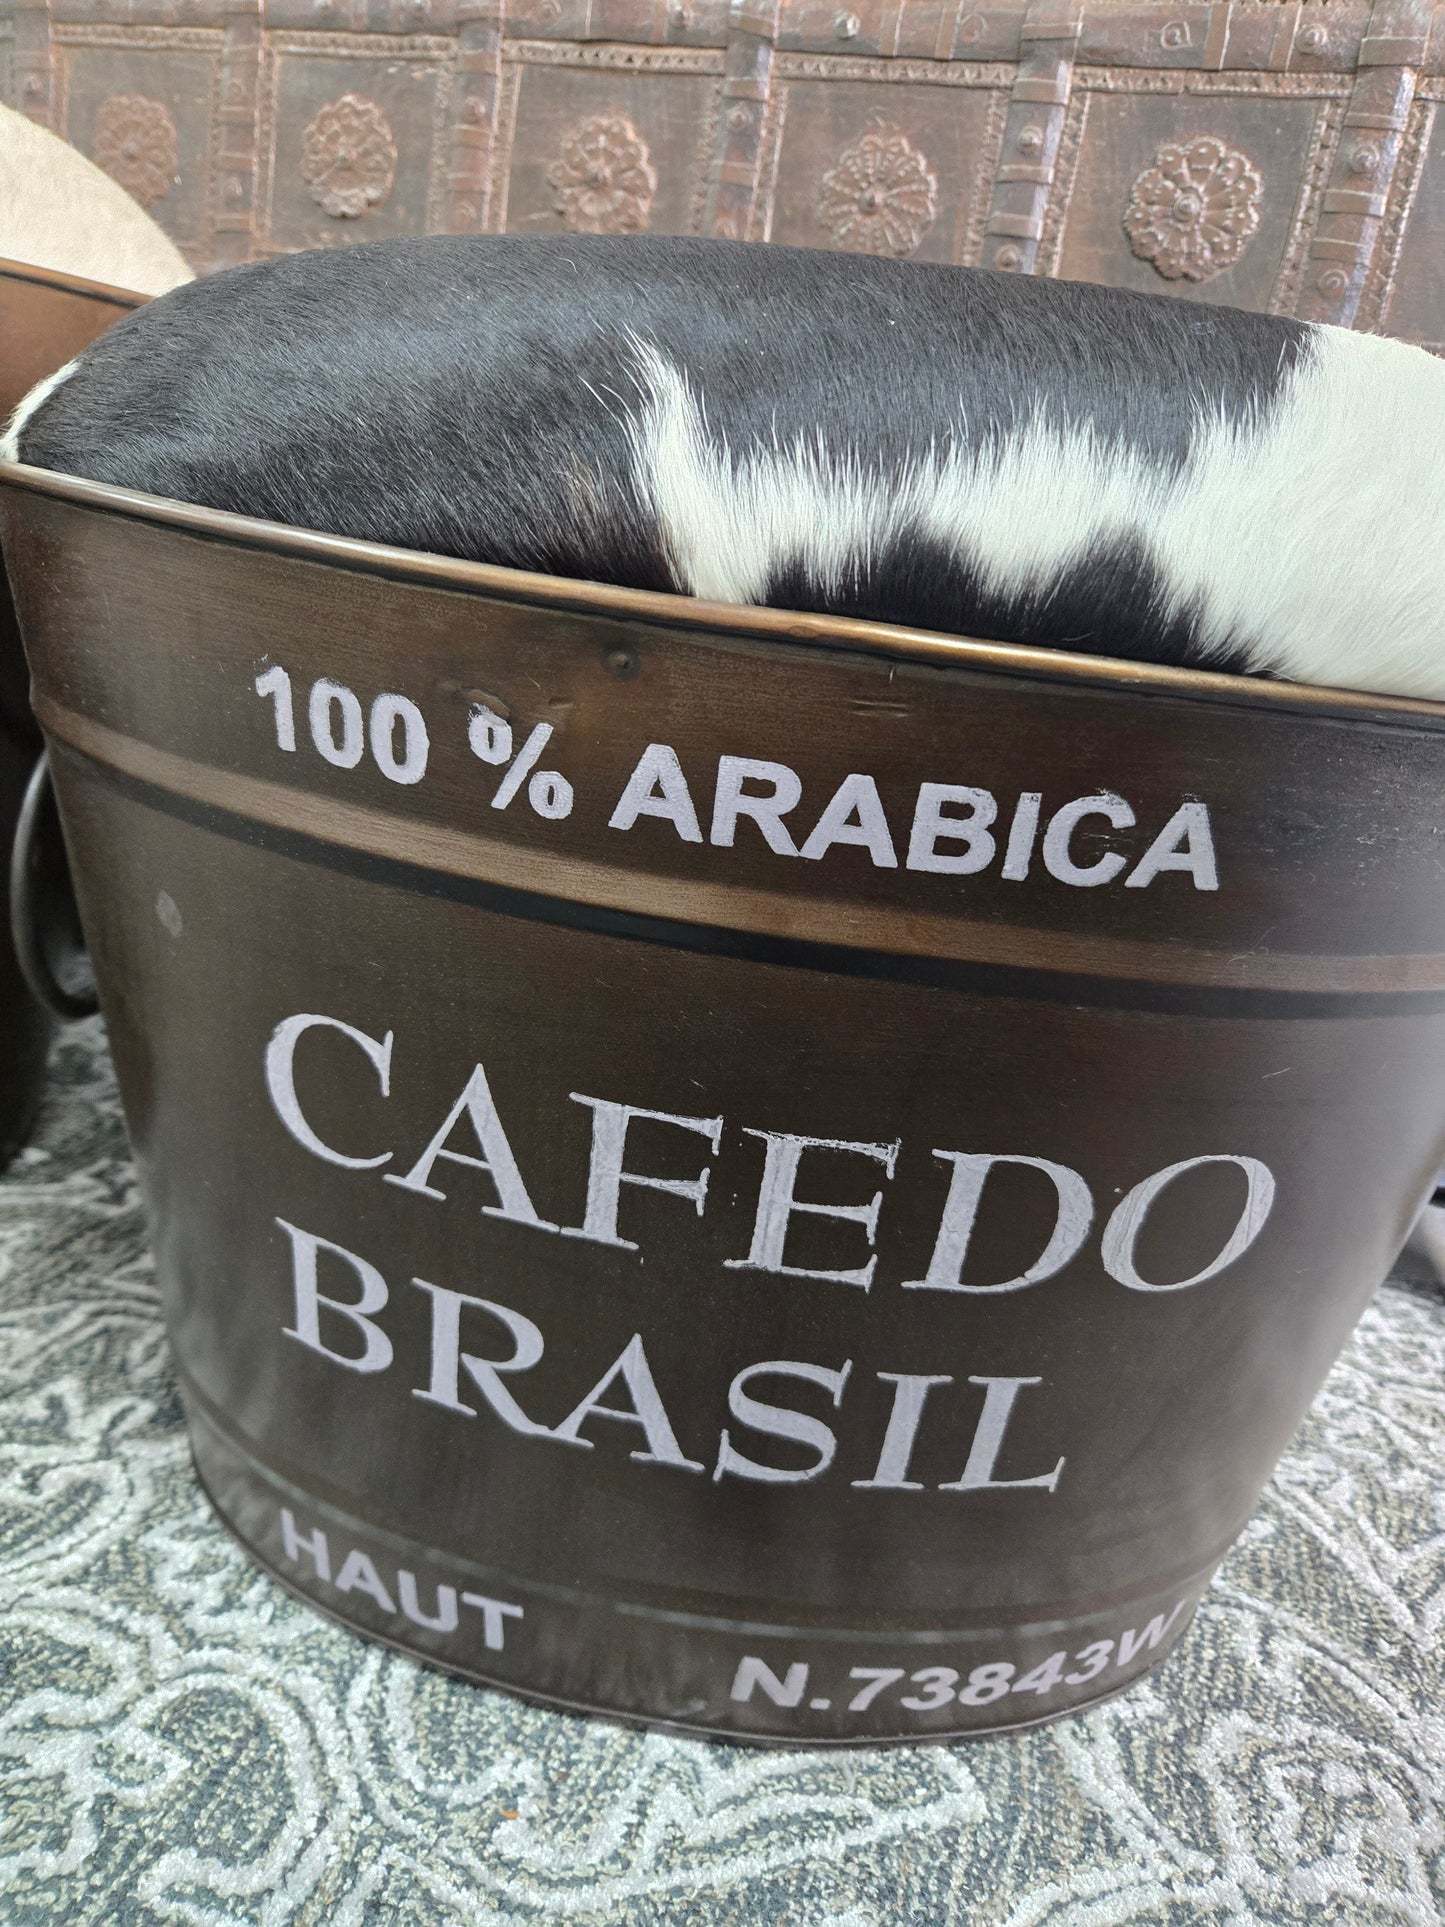 100 % ARABICA
CAFEDO
BRASIL
HAUT
N.73843W